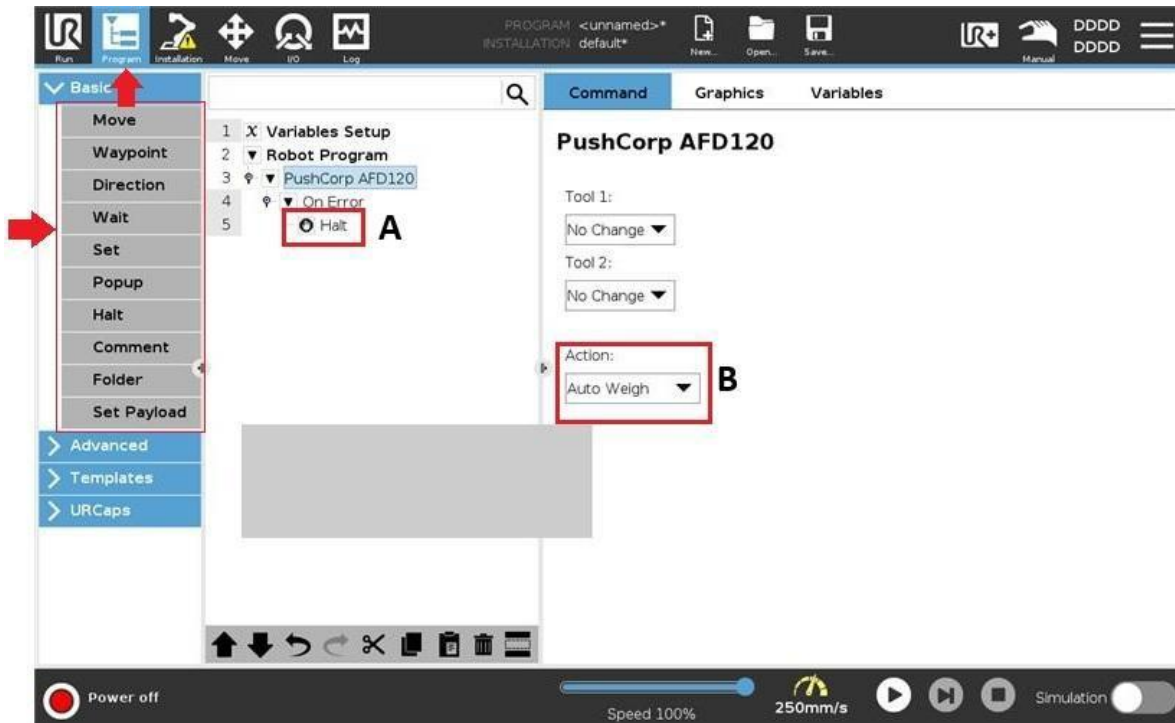 UR
Run
Program
Installation
Move
I/O
Log
PROGRAM <unnamed>*
INSTALLATION default*
New...
Open...
Save...
UR+
Manual
DDDD
DDDD
Basic
Move
Waypoint
Direction
Wait
Set
Popup
Halt
Comment
Folder
Set Payload
Advanced
Templates
URCaps
1 X Variables Setup
2 Robot Program
3 PushCorp AFD120
4 On Error
5 Halt
A
Command Graphics Variables
PushCorp AFD120
Tool 1:
No Change
Tool 2:
No Change
Action:
Auto Weigh
B
Power off
Speed 100%
250mm/s
Simulation